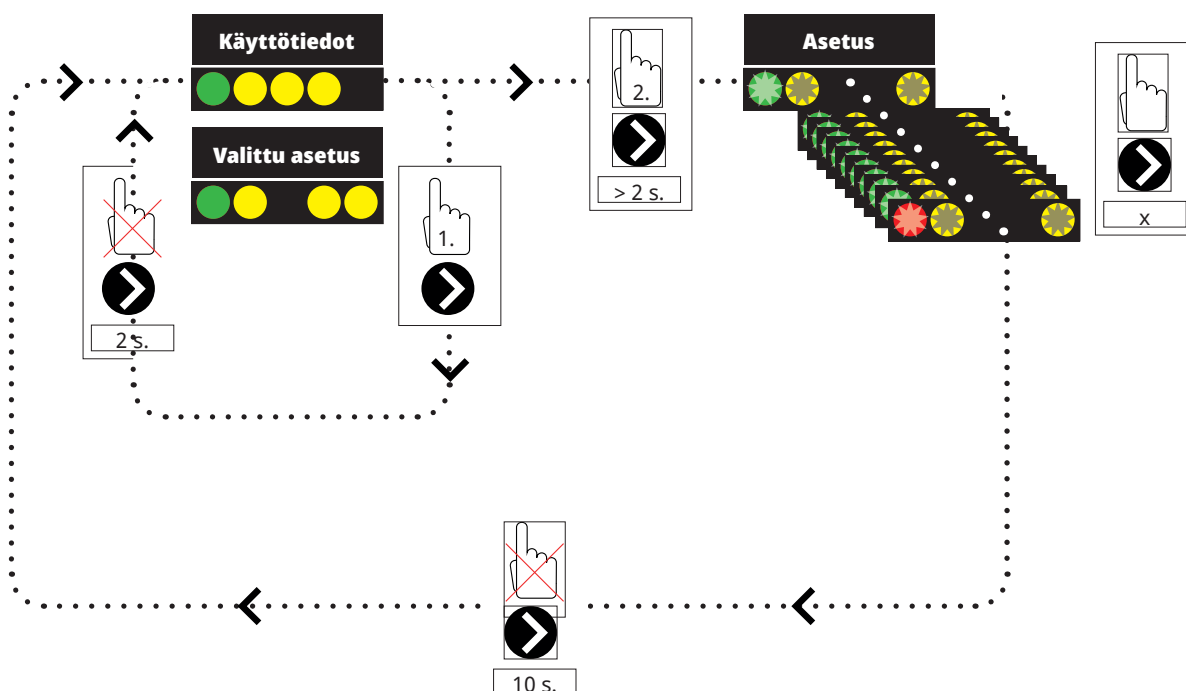 Käyttötiedot
Valittu asetus
2 s.
1.
2.
> 2 s.
Asetus
x
10 s.